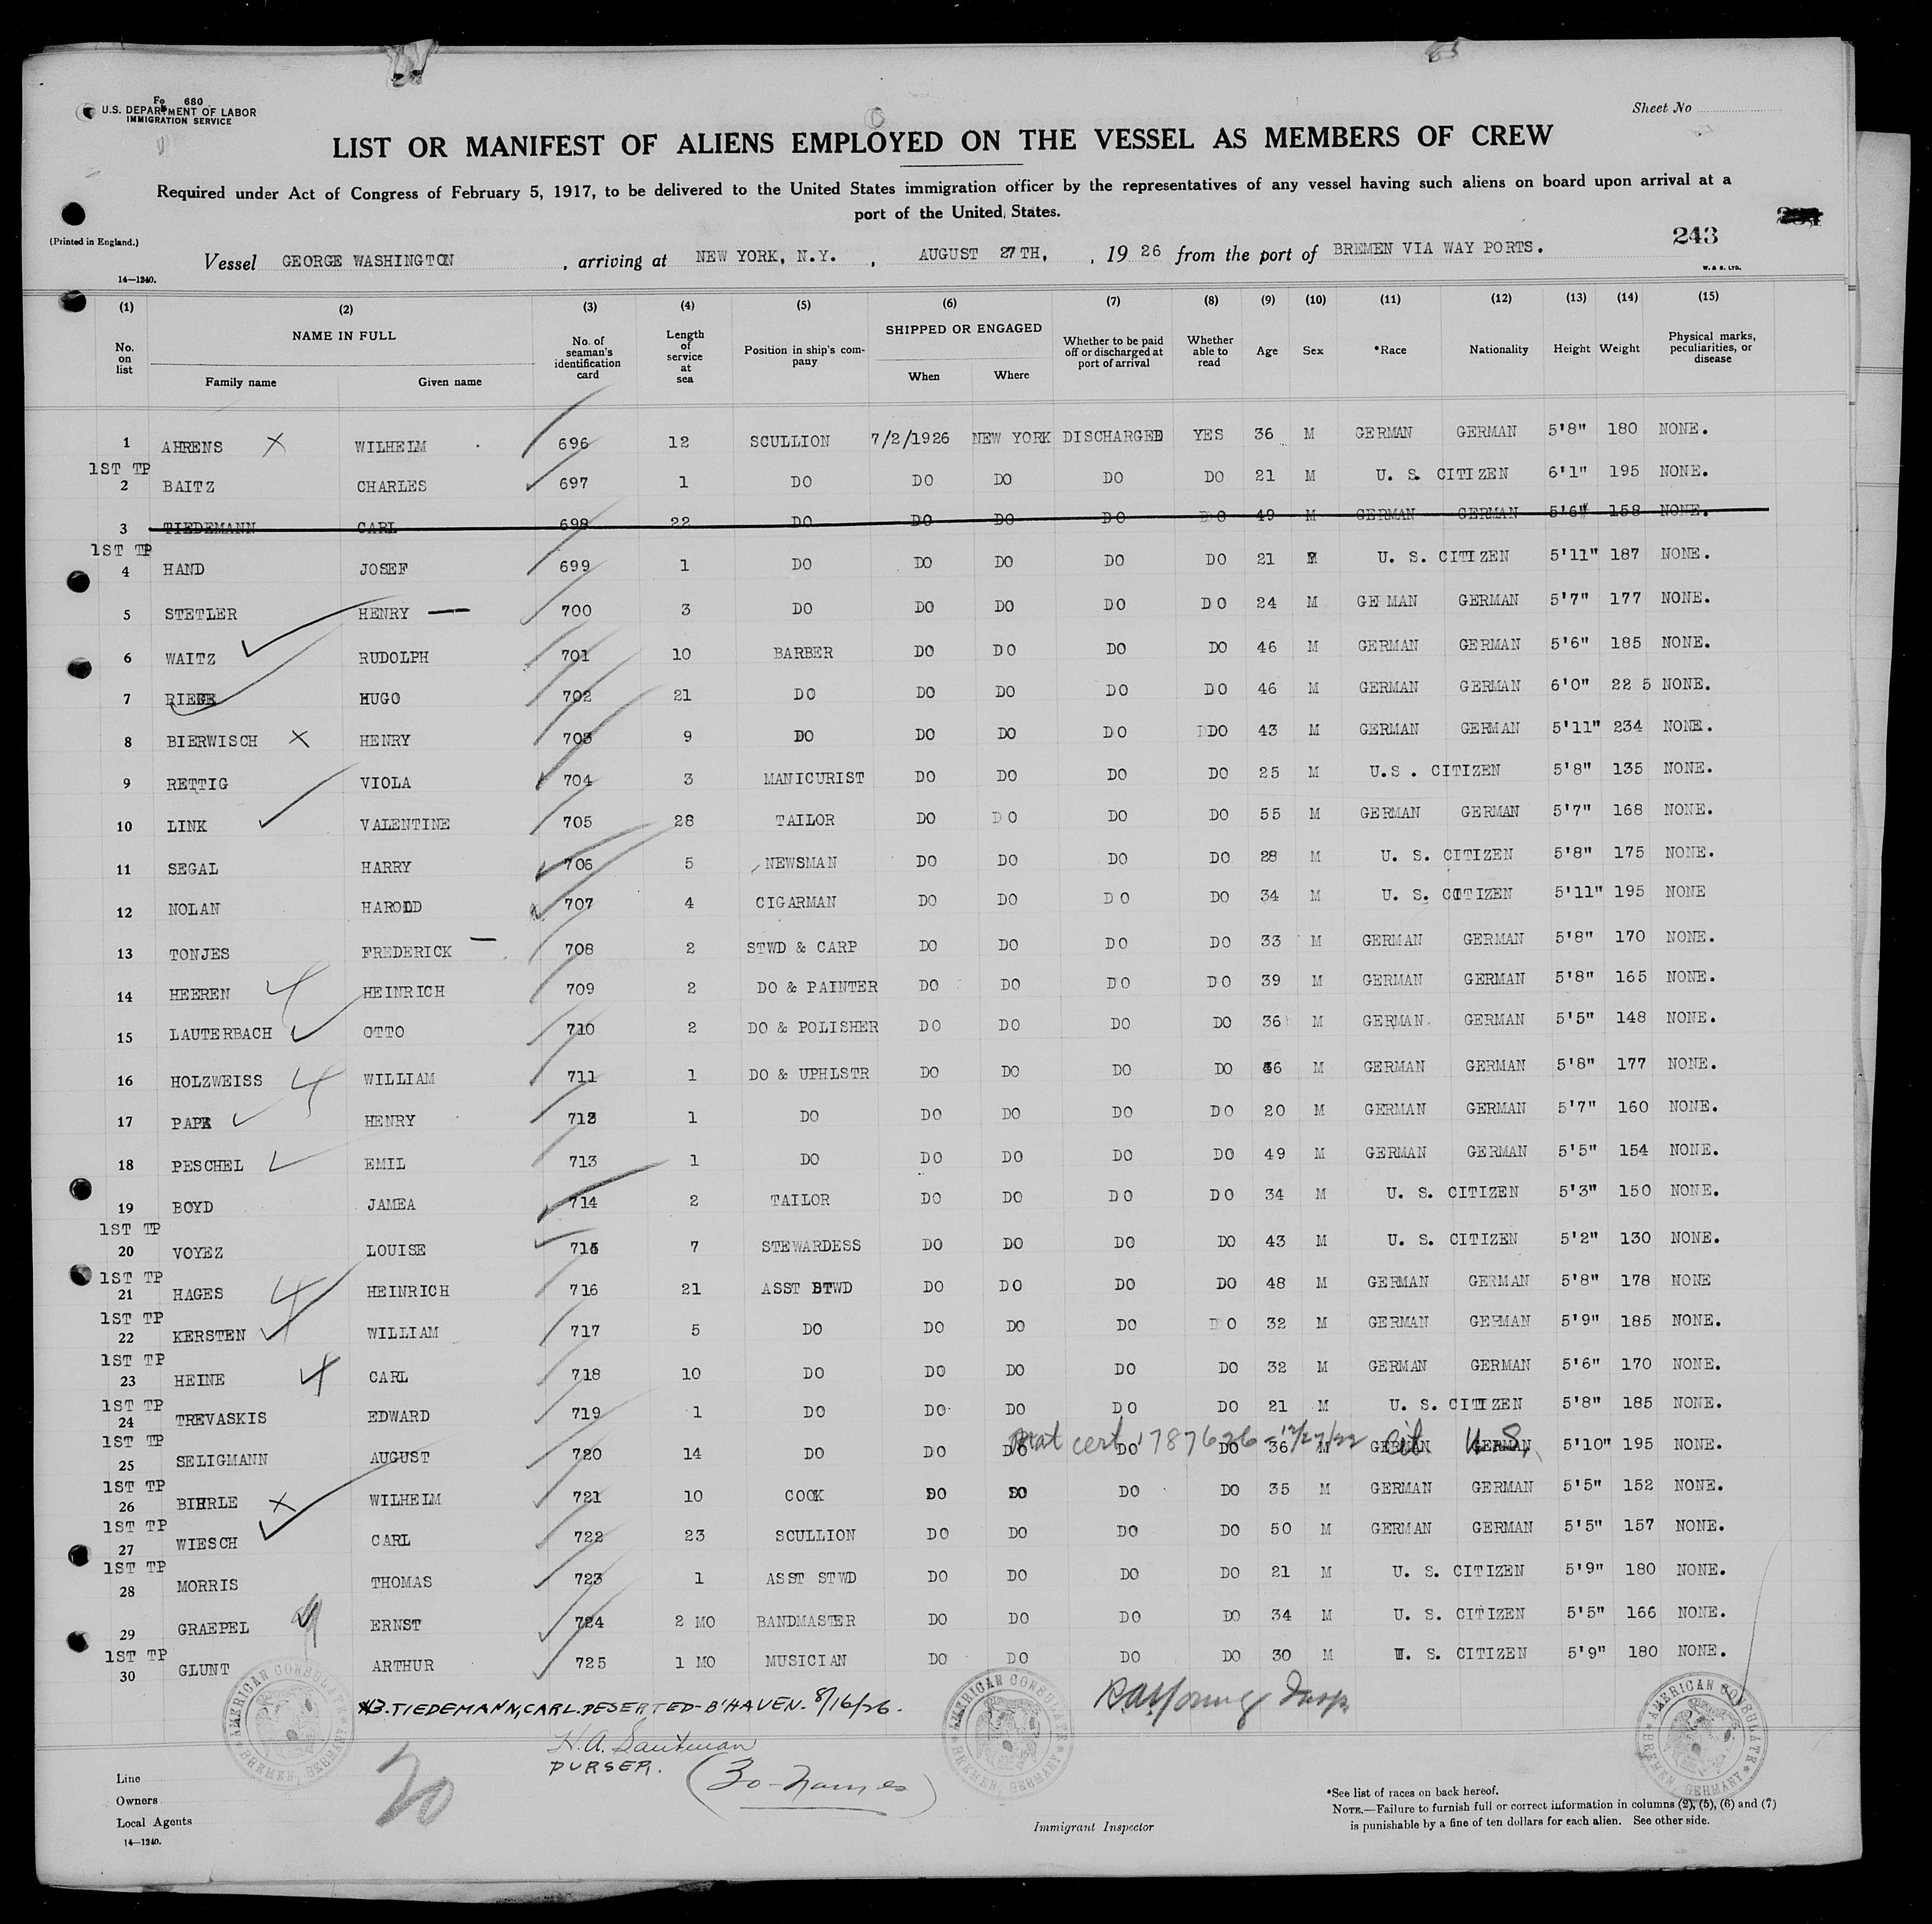 Fo 680
U.S. DEPARTMENT OF LABOR
IMMIGRATION SERVICE
Sheet No
LIST OR MANIFEST OF ALIENS EMPLOYED ON THE VESSEL AS MEMBERS OF CREW
Required under Act of Congress of February 5, 1917, to be delivered to the United States immigration officer by the representatives of any vessel having such aliens on board upon arrival at a
port of the United States.
(Printed in England.)
243
Vessel GEORGE WASHINGTON , arriving at NEW YORK, N.Y. , AUGUST 27TH, , 19 26 from the port of BREMEN VIA WAY PORTS.
14—1240.
W. & S. LTD.
(1) (2) (3) (4) (5) (6) (7) (8) (9) (10) (11) (12) (13) (14) (15)
No. on list NAME IN FULL Family name Given name No. of seaman's identification card Length of service at sea Position in ship's company SHIPPED OR ENGAGED When Where Whether to be paid off or discharged at port of arrival Whether able to read Age Sex *Race Nationality Height Weight Physical marks, peculiarities, or disease
1 AHRENS X WILHELM 696 12 SCULLION 7/2/1926 NEW YORK DISCHARGED YES 36 M GERMAN GERMAN 5'8" 180 NONE.
1ST TP
2 BAITZ CHARLES 697 1 DO DO DO DO DO 21 M U. S. CITIZEN 6'1" 195 NONE.
3 TIEDEMANN CARL 698 22 DO DO DO DO DO 49 M GERMAN GERMAN 5'6" 158 NONE.
1ST TP
4 HAND JOSEF 699 1 DO DO DO DO DO 21 M U. S. CITIZEN 5'11" 187 NONE.
5 STETLER HENRY — 700 3 DO DO DO DO DO 24 M GE MAN GERMAN 5'7" 177 NONE.
6 WAITZ RUDOLPH 701 10 BARBER DO DO DO DO 46 M GERMAN GERMAN 5'6" 185 NONE.
7 HUGO 702 21 DO DO DO DO DO 46 M GERMAN GERMAN 6'0" 22 5 NONE.
8 BIERWISCH X HENRY 703 9 DO DO DO DO DDO 43 M GERMAN GERMAN 5'11" 234 NONE.
9 RETTIG VIOLA 704 3 MANICURIST DO DO DO DO 25 M U.S . CITIZEN 5'8" 135 NONE.
10 LINK VALENTINE 705 28 TAILOR DO DO DO DO 55 M GERMAN GERMAN 5'7" 168 NONE.
11 SEGAL HARRY 706 5 NEWSMAN DO DO DO DO 28 M U. S. CITIZEN 5'8" 175 NONE.
12 NOLAN HAROLD 707 4 CIGARMAN DO DO DO DO 34 M U. S. CITIZEN 5'11" 195 NONE
13 TONJES FREDERICK — 708 2 STWD & CARP DO DO DO DO 33 M GERMAN GERMAN 5'8" 170 NONE.
14 HEEREN HEINRICH 709 2 DO & PAINTER DO DO DO DO 39 M GERMAN GERMAN 5'8" 165 NONE.
15 LAUTERBACH OTTO 710 2 DO & POLISHER DO DO DO DO 36 M GERMAN. GERMAN 5'5" 148 NONE.
16 HOLZWEISS WILLIAM 711 1 DO & UPHLSTR DO DO DO DO M GERMAN GERMAN 5'8" 177 NONE.
17 HENRY 712 1 DO DO DO DO DO 20 M GERMAN GERMAN 5'7" 160 NONE.
18 PESCHEL EMIL 713 1 DO DO DO DO DO 49 M GERMAN GERMAN 5'5" 154 NONE.
19 BOYD JAMEA 714 2 TAILOR DO DO DO DO 34 M U. S. CITIZEN 5'3" 150 NONE.
1ST TP
20 VOYEZ LOUISE 715 7 STEWARDESS DO DO DO DO 43 M U. S. CITIZEN 5'2" 130 NONE.
1ST TP
21 HAGES HEINRICH 716 21 ASST STWD DO DO DO DO 48 M GERMAN GERMAN 5'8" 178 NONE
1ST TP
22 KERSTEN WILLIAM 717 5 DO DO DO DO DO 32 M GERMAN GERMAN 5'9" 185 NONE.
1ST TP
23 HEINE CARL 718 10 DO DO DO DO DO 32 M GERMAN GERMAN 5'6" 170 NONE.
1ST TP
24 TREVASKIS EDWARD 719 1 DO DO DO DO DO 21 M U. S. CITIZEN 5'8" 185 NONE.
Nat cert 1787626 - 12/27/22 Cit U.S.
1ST TP
25 SELIGMANN AUGUST 720 14 DO DO DO DO DO 36 M GERMAN GERMAN 5'10" 195 NONE.
1ST TP
26 BIHRLE X WILHELM 721 10 COOK DO DO DO DO 35 M GERMAN GERMAN 5'5" 152 NONE.
1ST TP
27 WIESCH CARL 722 23 SCULLION DO DO DO DO 50 M GERMAN GERMAN 5'5" 157 NONE.
1ST TP
28 MORRIS THOMAS 723 1 ASST STWD DO DO DO DO 21 M U. S. CITIZEN 5'9" 180 NONE.
29 GRAEPEL ERNST 724 2 MO BANDMASTER DO DO DO DO 34 M U. S. CITIZEN 5'5" 166 NONE.
1ST TP
30 GLUNT ARTHUR 725 1 MO MUSICIAN DO DO DO DO 30 M U. S. CITIZEN 5'9" 180 NONE.
#3. TIEDEMANN, CARL. DESERTED - B'HAVEN. 8/16/26.
AMERICAN CONSULATE BREMEN, GERMANY
AMERICAN CONSULATE BREMEN, GERMANY
AMERICAN CONSULATE BREMEN, GERMANY
H.A.
PURSER.
(30 - Names)
20
Line
Owners
Local Agents
14—1240.
Immigrant Inspector
*See list of races on back hereof.
NOTE.—Failure to furnish full or correct information in columns (2), (5), (6) and (7)
is punishable by a fine of ten dollars for each alien. See other side.